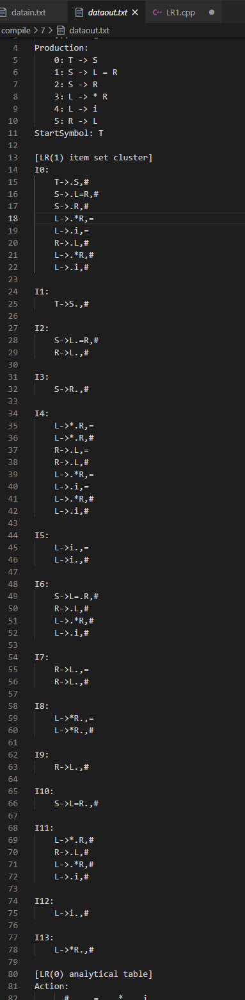 datain.txt dataout.txt × C++ LR1.cpp
compile > 7 > dataout.txt
4 Production:
5 0: T -> S
6 1: S -> L = R
7 2: S -> R
8 3: L -> * R
9 4: L -> i
10 5: R -> L
11 StartSymbol: T
12
13 [LR(1) item set cluster]
14 I0:
15 T->.S,#
16 S->.L=R,#
17 S->.R,#
18 L->.*R,=
19 L->.i,=
20 R->.L,#
21 L->.*R,#
22 L->.i,#
23
24 I1:
25 T->S.,#
26
27 I2:
28 S->L.=R,#
29 R->L.,#
30
31 I3:
32 S->R.,#
33
34 I4:
35 L->*.R,=
36 L->*.R,#
37 R->.L,=
38 R->.L,#
39 L->.*R,=
40 L->.i,=
41 L->.*R,#
42 L->.i,#
43
44 I5:
45 L->i.,=
46 L->i.,#
47
48 I6:
49 S->L=.R,#
50 R->.L,#
51 L->.*R,#
52 L->.i,#
53
54 I7:
55 R->L.,=
56 R->L.,#
57
58 I8:
59 L->*R.,=
60 L->*R.,#
61
62 I9:
63 R->L.,#
64
65 I10:
66 S->L=R.,#
67
68 I11:
69 L->*.R,#
70 R->.L,#
71 L->.*R,#
72 L->.i,#
73
74 I12:
75 L->i.,#
76
77 I13:
78 L->*R.,#
79
80 [LR(0) analytical table]
81 Action:
82 # = * i